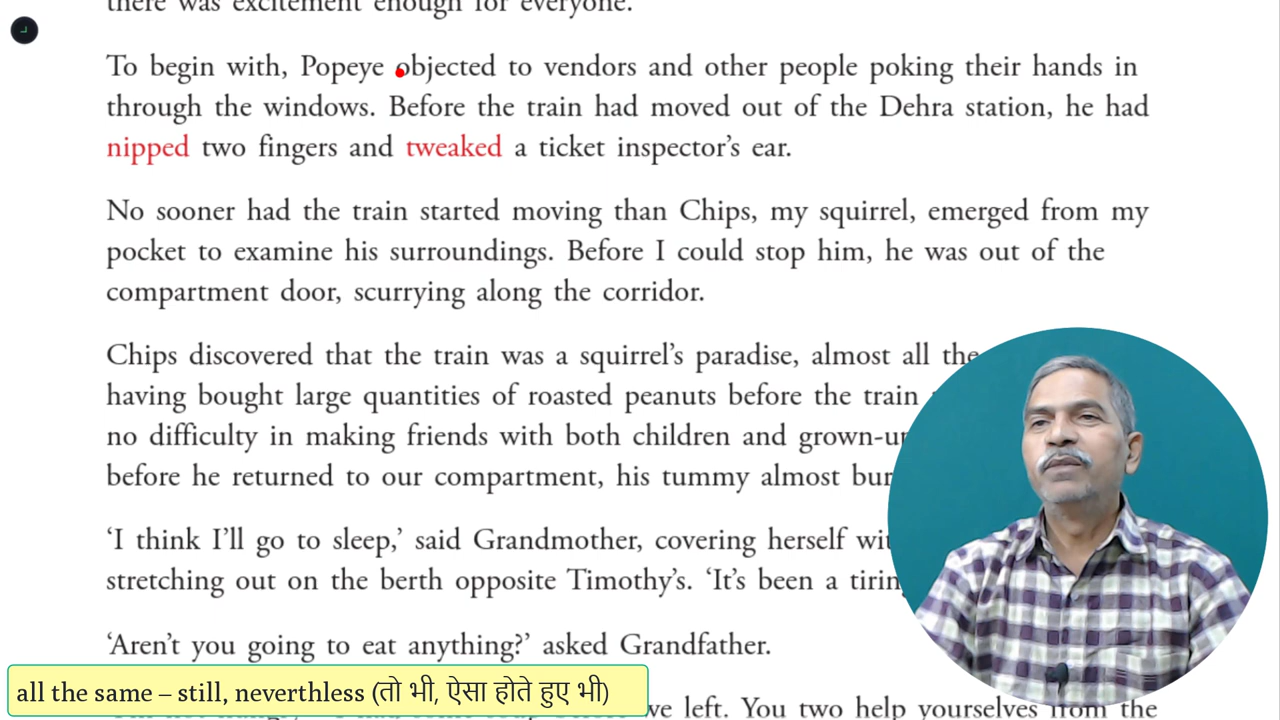 there was excitement enough for everyone.
To begin with, Popeye objected to vendors and other people poking their hands in
through the windows. Before the train had moved out of the Dehra station, he had
nipped two fingers and tweaked a ticket inspector’s ear.
No sooner had the train started moving than Chips, my squirrel, emerged from my
pocket to examine his surroundings. Before I could stop him, he was out of the
compartment door, scurrying along the corridor.
Chips discovered that the train was a squirrel’s paradise, almost all the
having bought large quantities of roasted peanuts before the train
no difficulty in making friends with both children and
before he returned to our compartment, his tummy almost
‘I think I’ll go to sleep,’ said Grandmother, covering herself
stretching out on the berth opposite Timothy’s. ‘It’s been a
‘Aren’t you going to eat anything?’ asked Grandfather.
we left. You two help yourselves from the
all the same – still, neverthless (तो भी, ऐसा होते हुए भी)